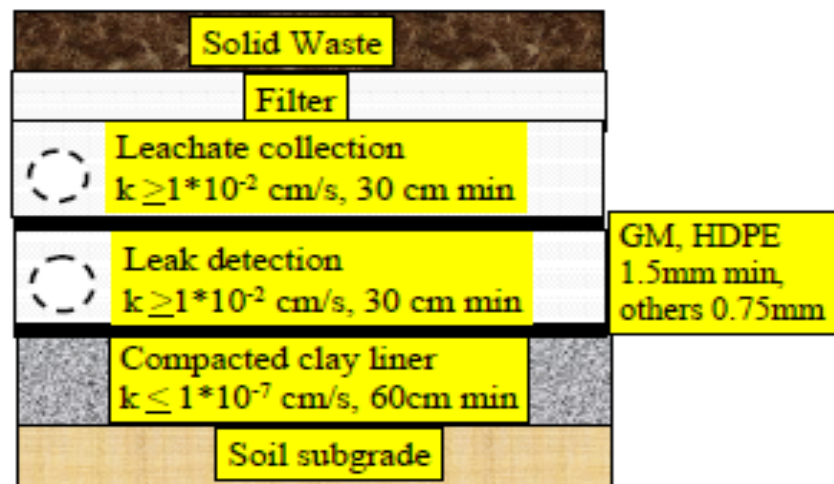 Solid Waste
Filter
Leachate collection
k ≥1*10⁻² cm/s, 30 cm min
Leak detection
k ≥1*10⁻² cm/s, 30 cm min
GM, HDPE
1.5mm min,
others 0.75mm
Compacted clay liner
k ≤ 1*10⁻⁷ cm/s, 60cm min
Soil subgrade